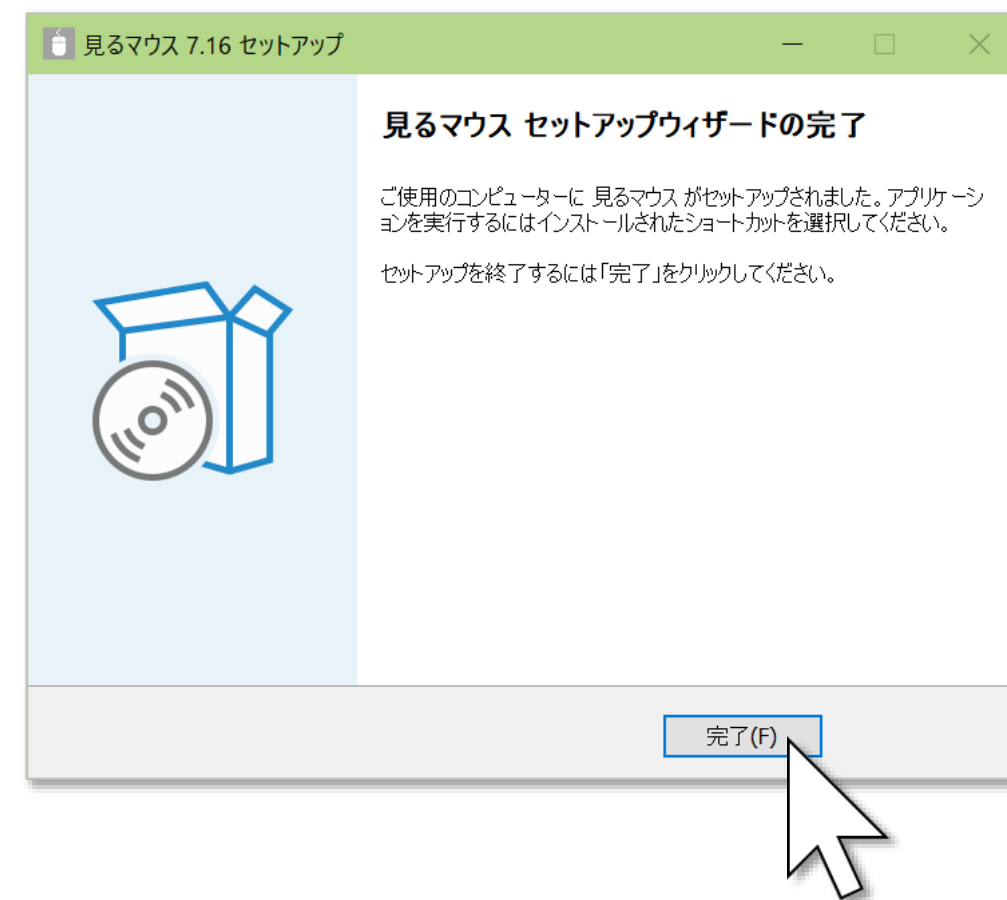 見るマウス 7.16 セットアップ
見るマウス セットアップウィザードの完了
ご使用のコンピューターに 見るマウス がセットアップされました。アプリケーシ
ョンを実行するにはインストールされたショートカットを選択してください。
セットアップを終了するには「完了」をクリックしてください。
完了(F)